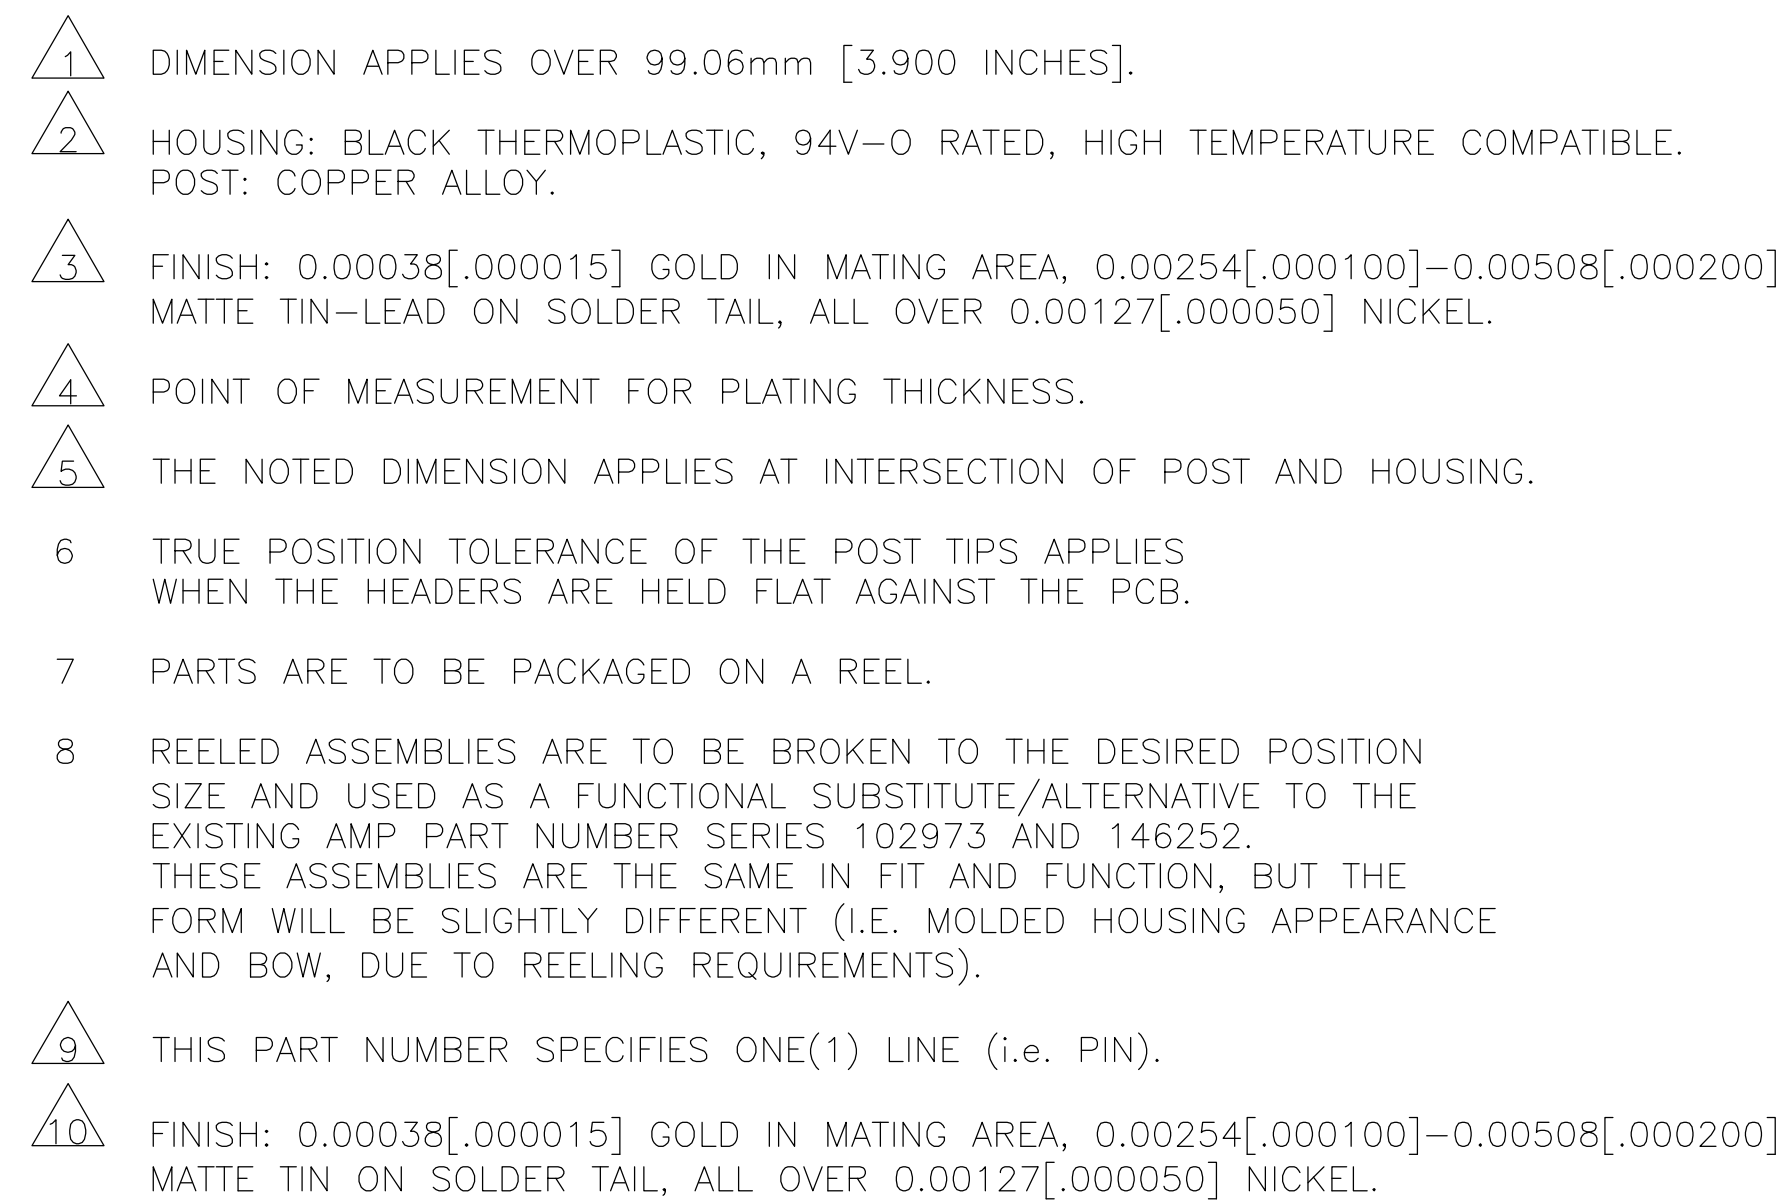 1 DIMENSION APPLIES OVER 99.06mm [3.900 INCHES].
2 HOUSING: BLACK THERMOPLASTIC, 94V-O RATED, HIGH TEMPERATURE COMPATIBLE.
POST: COPPER ALLOY.
3 FINISH: 0.00038[.000015] GOLD IN MATING AREA, 0.00254[.000100]-0.00508[.000200]
MATTE TIN-LEAD ON SOLDER TAIL, ALL OVER 0.00127[.000050] NICKEL.
4 POINT OF MEASUREMENT FOR PLATING THICKNESS.
5 THE NOTED DIMENSION APPLIES AT INTERSECTION OF POST AND HOUSING.
6 TRUE POSITION TOLERANCE OF THE POST TIPS APPLIES
WHEN THE HEADERS ARE HELD FLAT AGAINST THE PCB.
7 PARTS ARE TO BE PACKAGED ON A REEL.
8 REELED ASSEMBLIES ARE TO BE BROKEN TO THE DESIRED POSITION
SIZE AND USED AS A FUNCTIONAL SUBSTITUTE/ALTERNATIVE TO THE
EXISTING AMP PART NUMBER SERIES 102973 AND 146252.
THESE ASSEMBLIES ARE THE SAME IN FIT AND FUNCTION, BUT THE
FORM WILL BE SLIGHTLY DIFFERENT (I.E. MOLDED HOUSING APPEARANCE
AND BOW, DUE TO REELING REQUIREMENTS).
9 THIS PART NUMBER SPECIFIES ONE(1) LINE (i.e. PIN).
10 FINISH: 0.00038[.000015] GOLD IN MATING AREA, 0.00254[.000100]-0.00508[.000200]
MATTE TIN ON SOLDER TAIL, ALL OVER 0.00127[.000050] NICKEL.